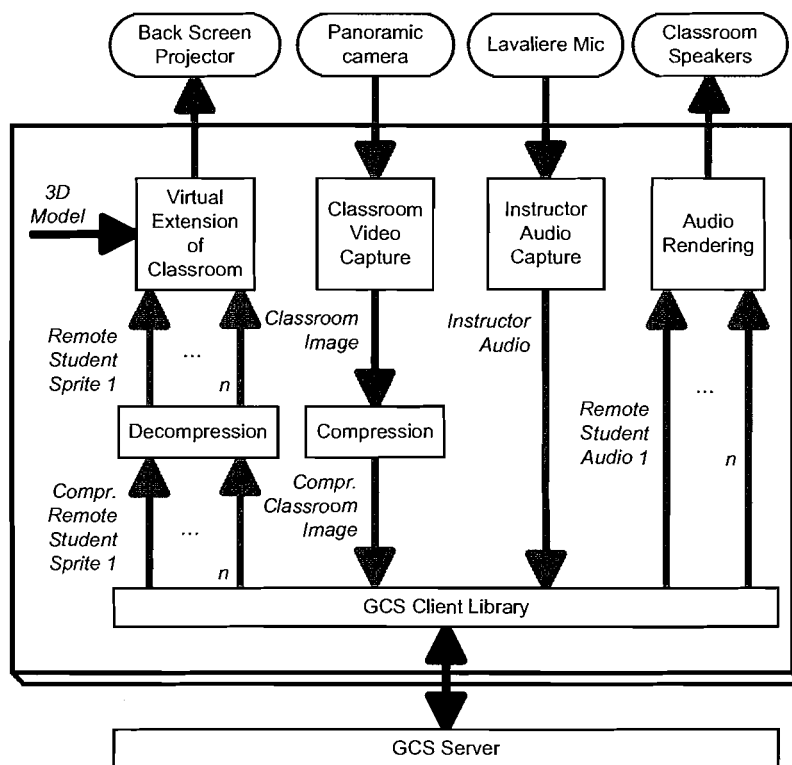 Back Screen
Projector
Panoramic
camera
Lavaliere Mic
Classroom
Speakers
3D
Model
Virtual
Extension
of
Classroom
Classroom
Video
Capture
Instructor
Audio
Capture
Audio
Rendering
Remote
Student
Sprite 1
...
n
Classroom
Image
Instructor
Audio
Remote
Student
Audio 1
...
n
Decompression
Compression
Compr.
Remote
Student
Sprite 1
...
n
Compr.
Classroom
Image
GCS Client Library
GCS Server